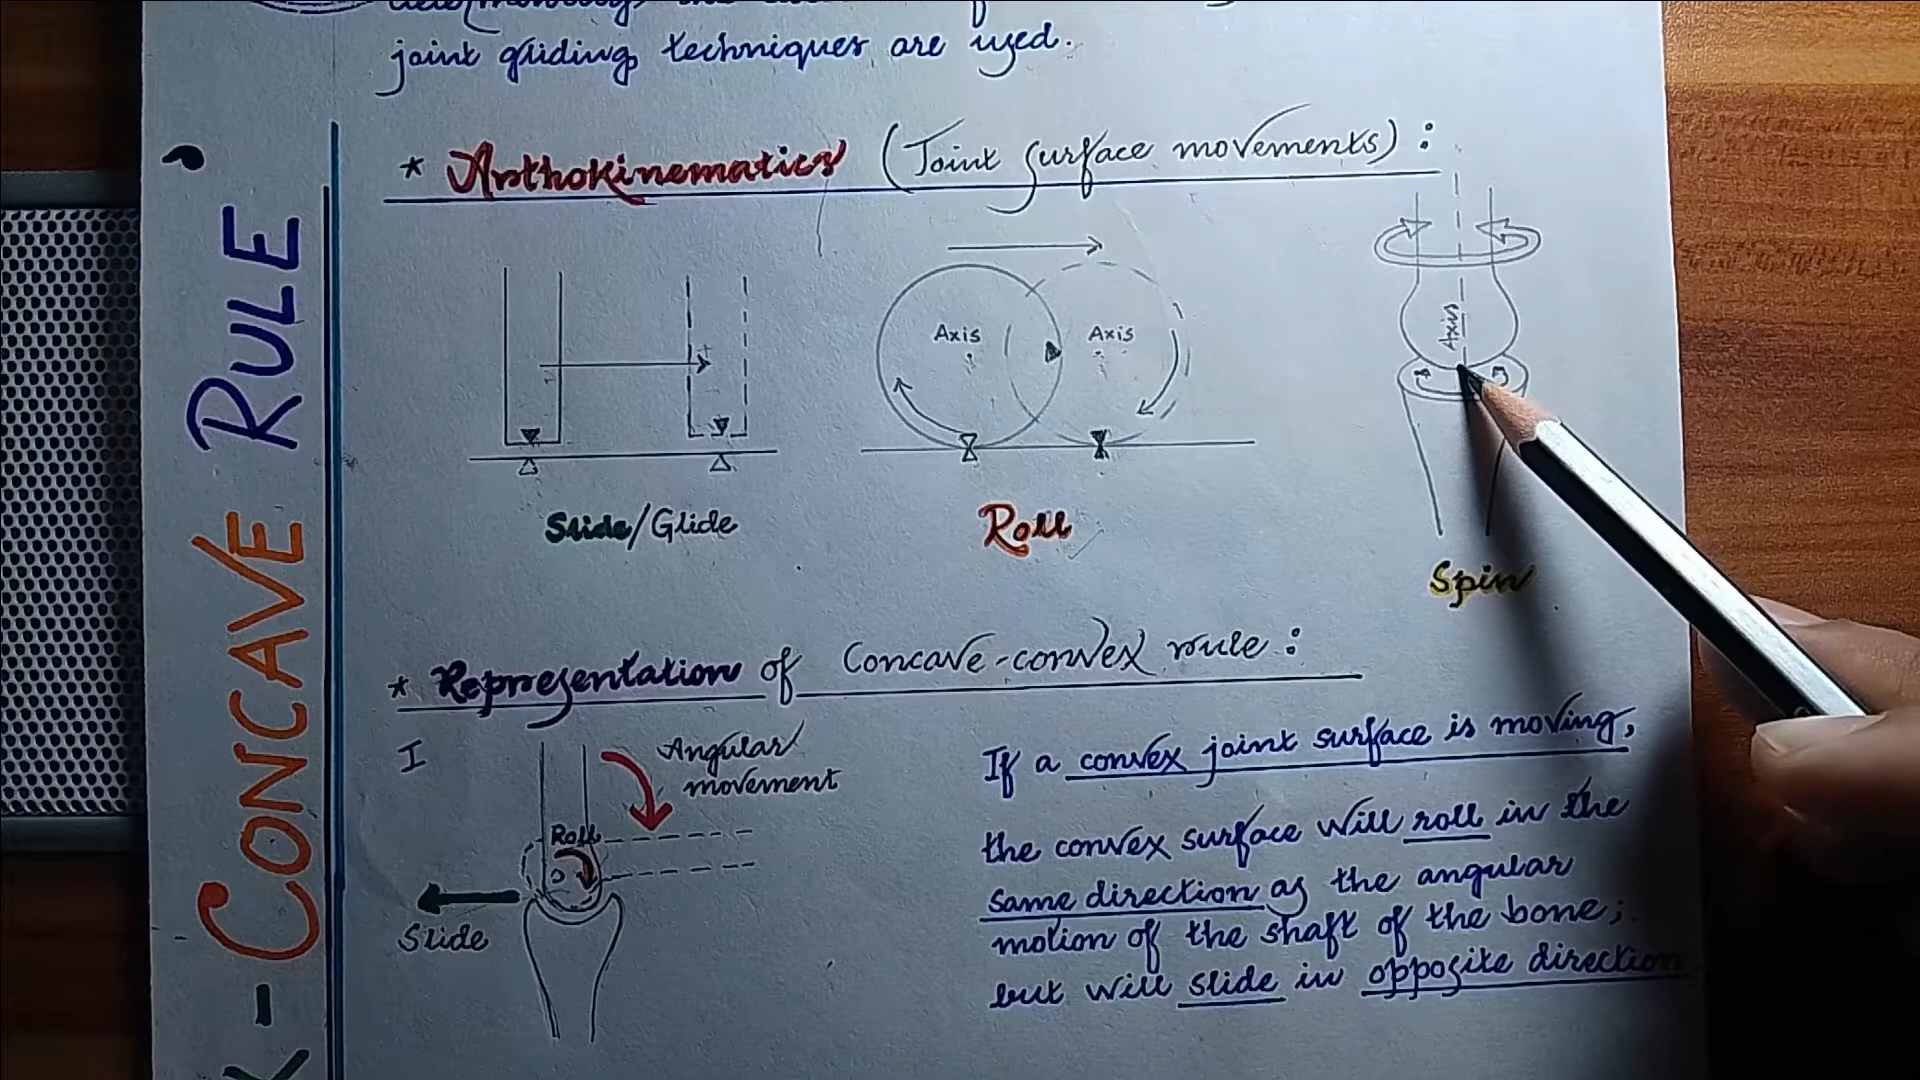 joint gliding techniques are used.
* Arthokinematics (Joint surface movements) :
Axis
Axis
Axis
Slide/Glide
Roll
Spin
* Representation of Concave-convex rule :
I
Angular movement
Roll
Slide
If a convex joint surface is moving,
the convex surface will roll in the
same direction as the angular
motion of the shaft of the bone;
but will slide in opposite direction
- CONCAVE RULE '